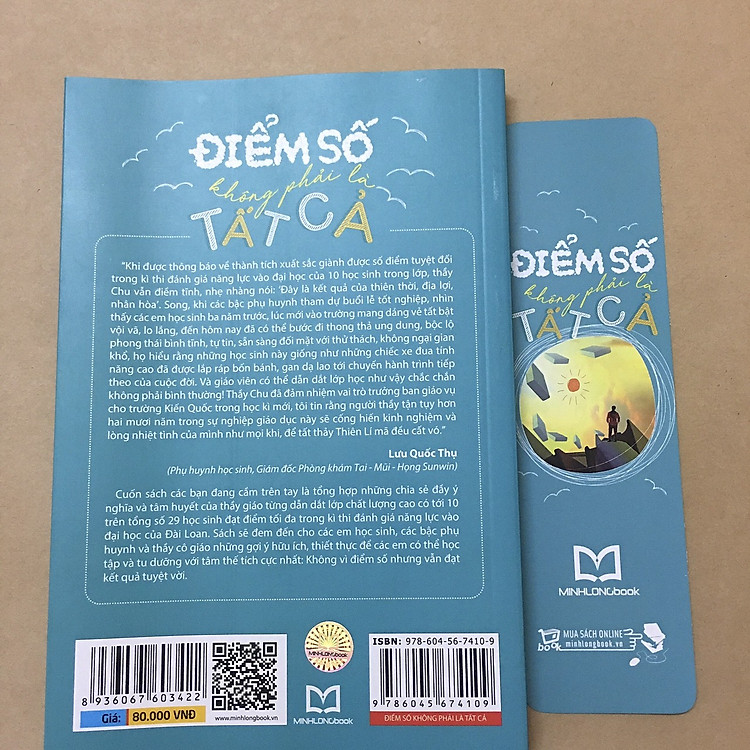 ĐIỂM SỐ
không phải là
TẤT CẢ
"Khi được thông báo về thành tích xuất sắc giành được số điểm tuyệt đối
trong kì thi đánh giá năng lực vào đại học của 10 học sinh trong lớp, thầy
Chu vẫn điềm tĩnh, nhẹ nhàng nói: 'Đây là kết quả của thiên thời, địa lợi,
nhân hòa'. Song, khi các bậc phụ huynh tham dự buổi lễ tốt nghiệp, nhìn
thấy các em học sinh ba năm trước, lúc mới vào trường mang dáng vẻ tất bật
vội vã, lo lắng, đến hôm nay đã có thể bước đi thong thả ung dung, bộc lộ
phong thái bình tĩnh, tự tin, sẵn sàng đối mặt với thử thách, không ngại gian
khổ, họ hiểu rằng những học sinh này giống như những chiếc xe đua tính
năng cao đã được lắp ráp bốn bánh, gan dạ lao tới chuyến hành trình tiếp
theo của cuộc đời. Và giáo viên có thể dẫn dắt lớp học như vậy chắc chắn
không phải bình thường! Thầy Chu đã đảm nhiệm vai trò trưởng ban giáo vụ
cho trường Kiến Quốc trong học kì mới, tôi tin rằng người thầy tận tụy hơn
hai mươi năm trong sự nghiệp giáo dục này sẽ cống hiến kinh nghiệm và
lòng nhiệt tình của mình như mọi khi, để tất thảy Thiên Lí mã đều cất vó."
Lưu Quốc Thụ
(Phụ huynh học sinh, Giám đốc Phòng khám Tai - Mũi - Họng Sunwin)
Cuốn sách các bạn đang cầm trên tay là tổng hợp những chia sẻ đầy ý
nghĩa và tâm huyết của thầy giáo từng dẫn dắt lớp chất lượng cao có tới 10
trên tổng số 29 học sinh đạt điểm tối đa trong kì thi đánh giá năng lực vào
đại học của Đài Loan. Sách sẽ đem đến cho các em học sinh, các bậc phụ
huynh và thầy cô giáo những gợi ý hữu ích, thiết thực để các em có thể học
tập và tu dưỡng với tâm thế tích cực nhất: Không vì điểm số nhưng vẫn đạt
kết quả tuyệt vời.
8 936067 603422
Giá: 80.000 VNĐ
www.minhlongbook.vn
MINHLONGbook
MINHLONGbook
ISBN: 978-604-56-7410-9
9 786045 674109
ĐIỂM SỐ KHÔNG PHẢI LÀ TẤT CẢ
ĐIỂM SỐ
không phải là
TẤT CẢ
MINHLONGbook
book
MUA SÁCH ONLINE
minhlongbook.vn